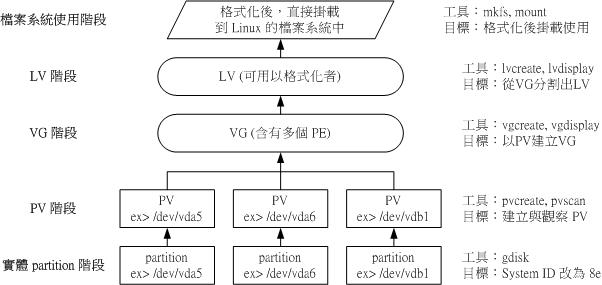 檔案系統使用階段
格式化後，直接掛載
到 Linux 的檔案系統中
工具：mkfs, mount
目標：格式化後掛載使用
LV 階段
LV (可用以格式化者)
工具：lvcreate, lvdisplay
目標：從VG分割出LV
VG 階段
VG (含有多個 PE)
工具：vgcreate, vgdisplay
目標：以PV建立VG
PV 階段
PV
ex> /dev/vda5
PV
ex> /dev/vda6
PV
ex> /dev/vdb1
工具：pvcreate, pvscan
目標：建立與觀察 PV
實體 partition 階段
partition
ex> /dev/vda5
partition
ex> /dev/vda6
partition
ex> /dev/vdb1
工具：gdisk
目標：System ID 改為 8e